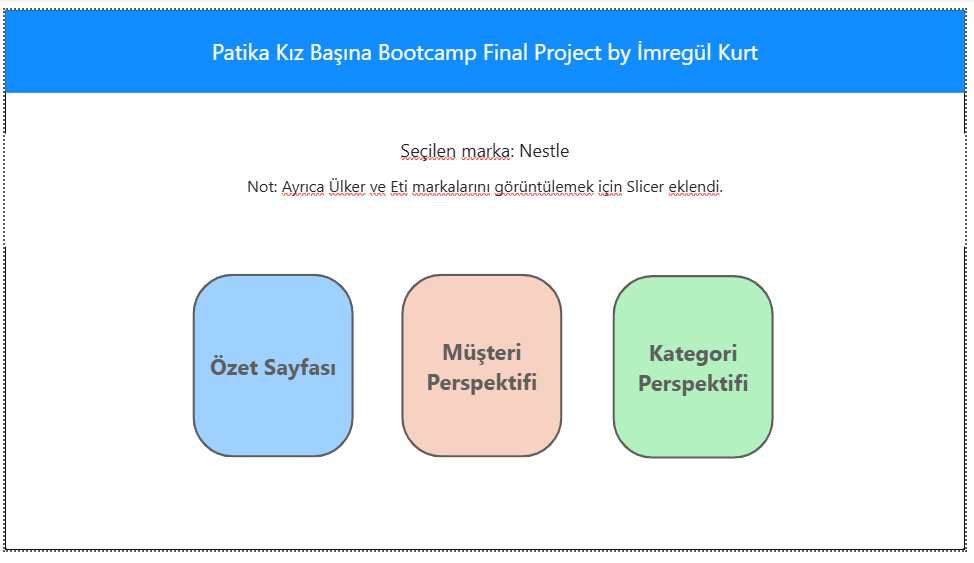 Patika Kız Başına Bootcamp Final Project by İmregül Kurt
Seçilen marka: Nestle
Not: Ayrıca Ülker ve Eti markalarını görüntülemek için Slicer eklendi.
Özet Sayfası
Müşteri
Perspektifi
Kategori
Perspektifi